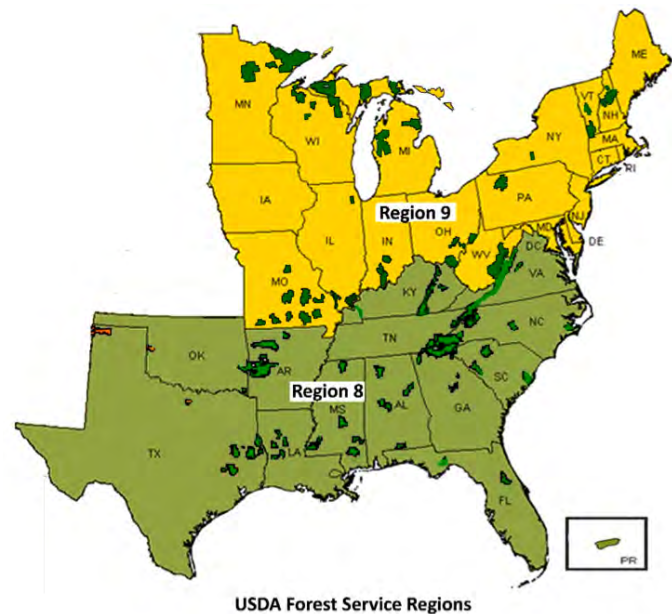 ME
MN
VT
NH
WI
NY
MA
MI
CT
RI
IA
PA
Region 9
NJ
OH
IL
IN
MD
DE
WV
DC
MO
VA
KY
NC
TN
OK
AR
SC
Region 8
MS
AL
GA
TX
LA
FL
PR
USDA Forest Service Regions